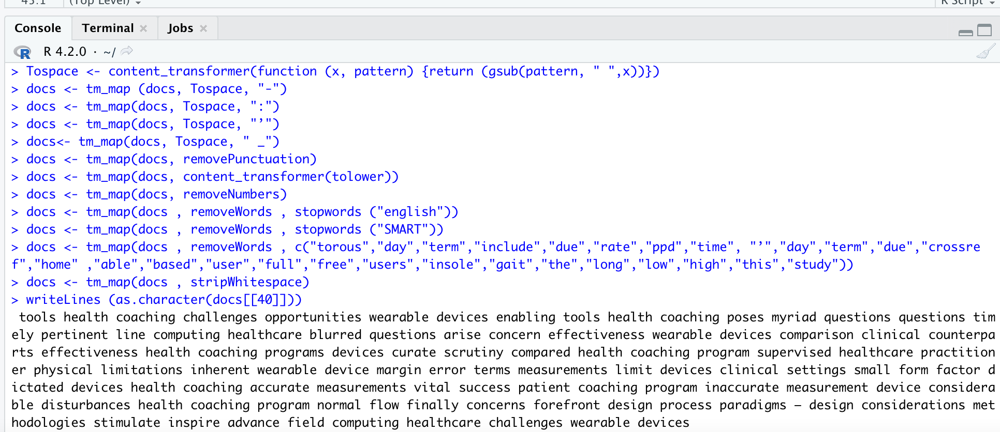 45:1 (Top Level) R Script
Console Terminal Jobs
R 4.2.0 · ~/
> Tospace <- content_transformer(function (x, pattern) {return (gsub(pattern, " ",x))})
> docs <- tm_map (docs, Tospace, "-")
> docs <- tm_map(docs, Tospace, ":")
> docs <- tm_map(docs, Tospace, "’")
> docs<- tm_map(docs, Tospace, " _")
> docs <- tm_map(docs, removePunctuation)
> docs <- tm_map(docs, content_transformer(tolower))
> docs <- tm_map(docs, removeNumbers)
> docs <- tm_map(docs , removeWords , stopwords ("english"))
> docs <- tm_map(docs , removeWords , stopwords ("SMART"))
> docs <- tm_map(docs , removeWords , c("torous","day","term","include","due","rate","ppd","time", "’","day","term","due","crossre
f","home" ,"able","based","user","full","free","users","insole","gait","the","long","low","high","this","study"))
> docs <- tm_map(docs , stripWhitespace)
> writeLines (as.character(docs[[40]]))
tools health coaching challenges opportunities wearable devices enabling tools health coaching poses myriad questions questions tim
ely pertinent line computing healthcare blurred questions arise concern effectiveness wearable devices comparison clinical counterpa
rts effectiveness health coaching programs devices curate scrutiny compared health coaching program supervised healthcare practition
er physical limitations inherent wearable device margin error terms measurements limit devices clinical settings small form factor d
ictated devices health coaching accurate measurements vital success patient coaching program inaccurate measurement device considera
ble disturbances health coaching program normal flow finally concerns forefront design process paradigms – design considerations met
hodologies stimulate inspire advance field computing healthcare challenges wearable devices